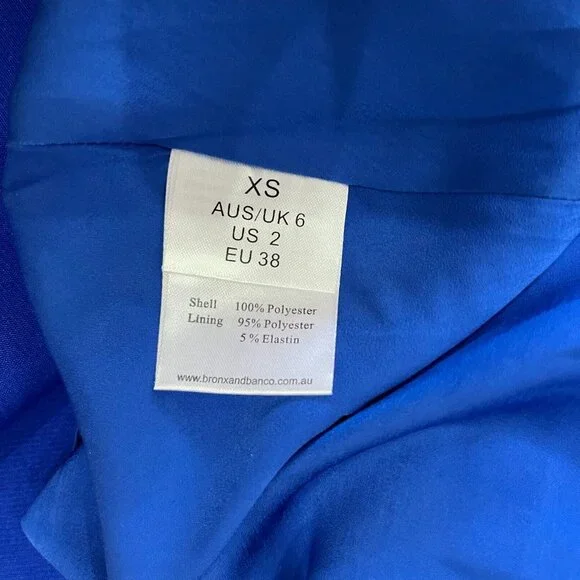 XS
AUS/UK 6
US 2
EU 38
Shell 100% Polyester
Lining 95% Polyester
5% Elastin
www.bronxandbanco.com.au